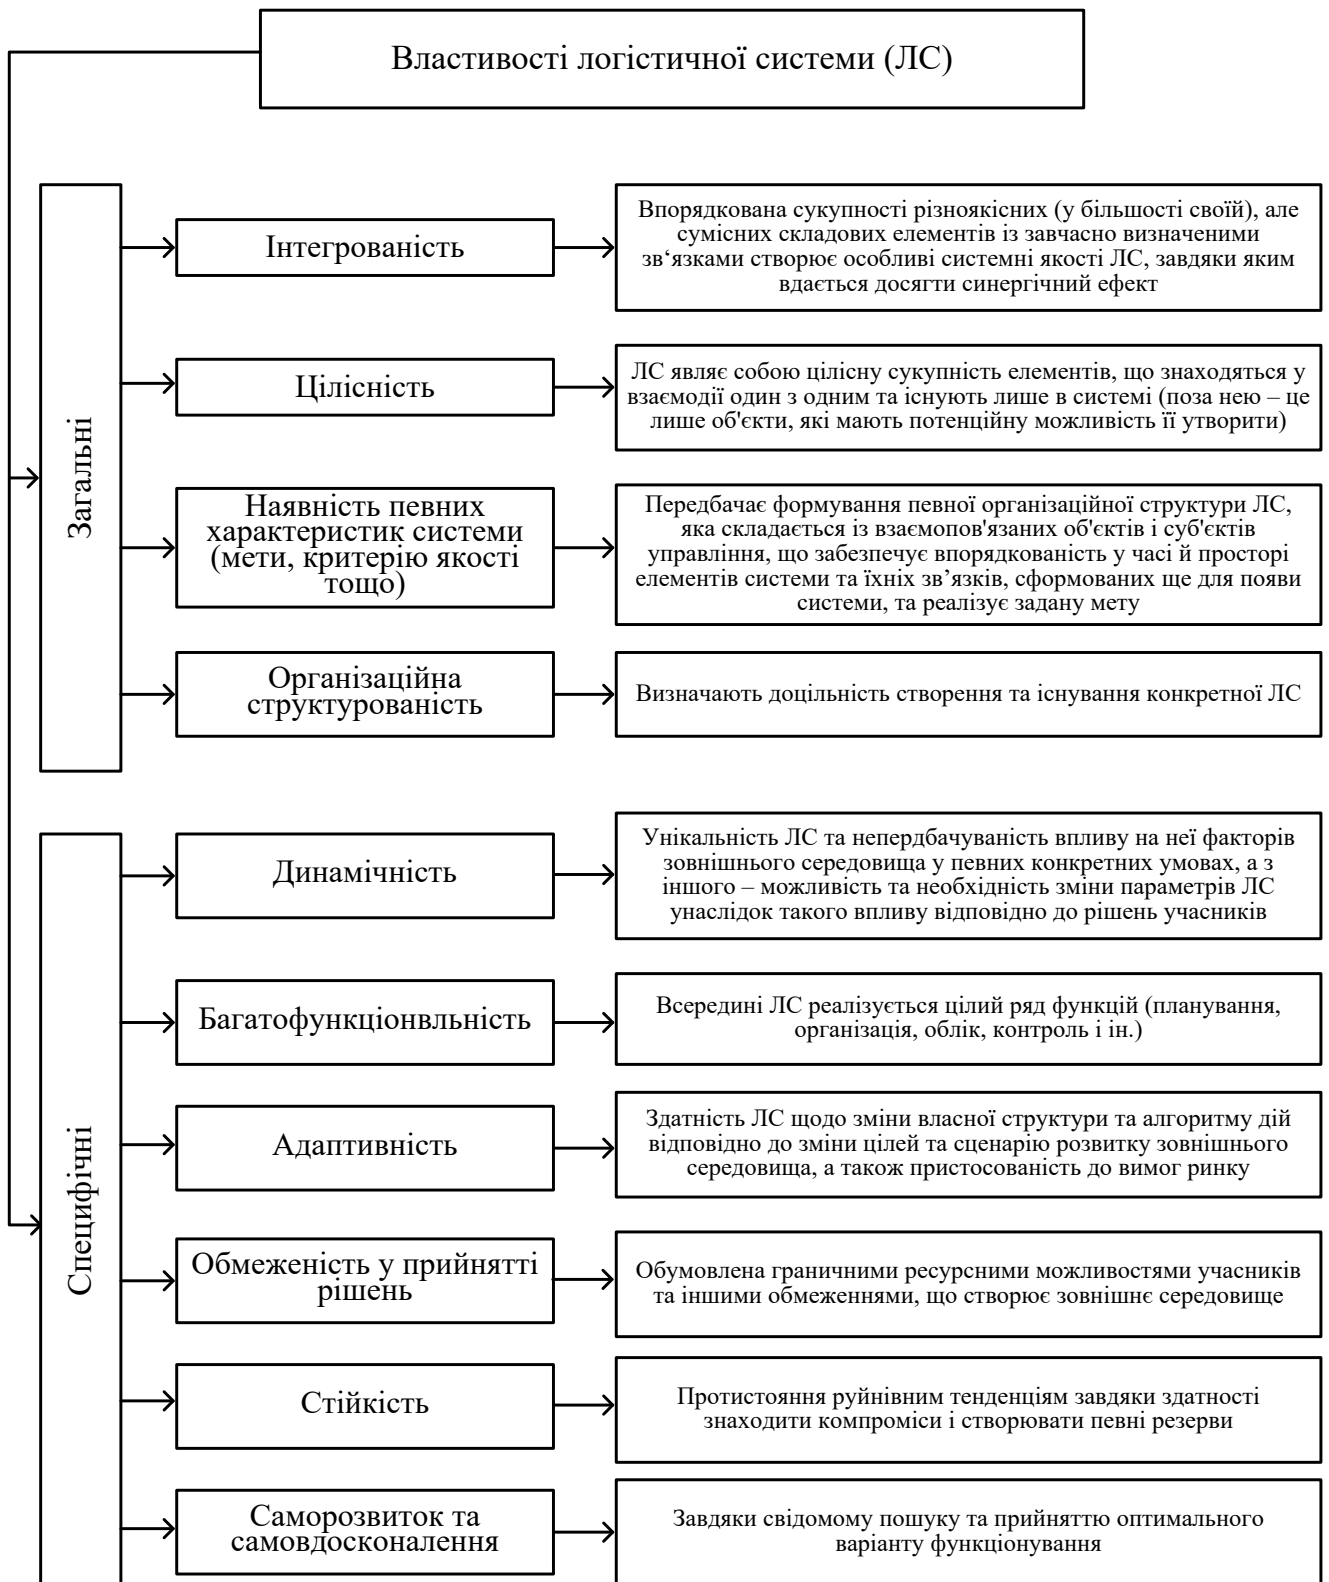 Властивості логістичної системи (ЛС)
Загальні
Інтегрованість
Впорядкована сукупності різноякісних (у більшості своїй), але
сумісних складових елементів із завчасно визначеними
зв‘язками створює особливі системні якості ЛС, завдяки яким
вдається досягти синергічний ефект
Цілісність
ЛС являє собою цілісну сукупність елементів, що знаходяться у
взаємодії один з одним та існують лише в системі (поза нею – це
лише об'єкти, які мають потенційну можливість її утворити)
Наявність певних
характеристик системи
(мети, критерію якості
тощо)
Передбачає формування певної організаційної структури ЛС,
яка складається із взаємопов'язаних об'єктів і суб'єктів
управління, що забезпечує впорядкованість у часі й просторі
елементів системи та їхніх зв’язків, сформованих ще для появи
системи, та реалізує задану мету
Організаційна
структурованість
Визначають доцільність створення та існування конкретної ЛС
Специфічні
Динамічність
Унікальність ЛС та непердбачуваність впливу на неї факторів
зовнішнього середовища у певних конкретних умовах, а з
іншого – можливість та необхідність зміни параметрів ЛС
унаслідок такого впливу відповідно до рішень учасників
Багатофункціонвльність
Всередині ЛС реалізується цілий ряд функцій (планування,
організація, облік, контроль і ін.)
Адаптивність
Здатність ЛС щодо зміни власної структури та алгоритму дій
відповідно до зміни цілей та сценарію розвитку зовнішнього
середовища, а також пристосованість до вимог ринку
Обмеженість у прийнятті
рішень
Обумовлена граничними ресурсними можливостями учасників
та іншими обмеженнями, що створює зовнішнє середовище
Стійкість
Протистояння руйнівним тенденціям завдяки здатності
знаходити компроміси і створювати певні резерви
Саморозвиток та
самовдосконалення
Завдяки свідомому пошуку та прийняттю оптимального
варіанту функціонування